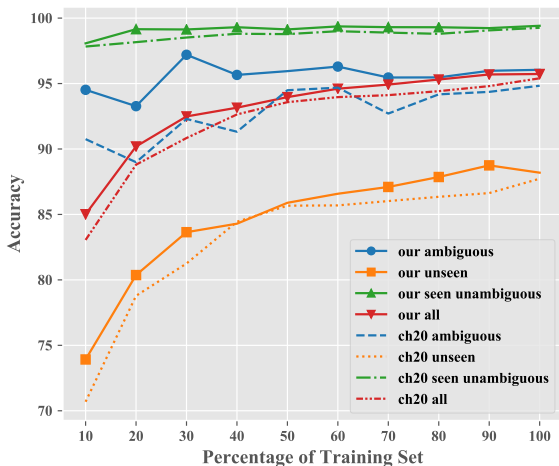 100
95
90
85
80
75
70
Accuracy
our ambiguous
our unseen
our seen unambiguous
our all
ch20 ambiguous
ch20 unseen
ch20 seen unambiguous
ch20 all
10 20 30 40 50 60 70 80 90 100
Percentage of Training Set